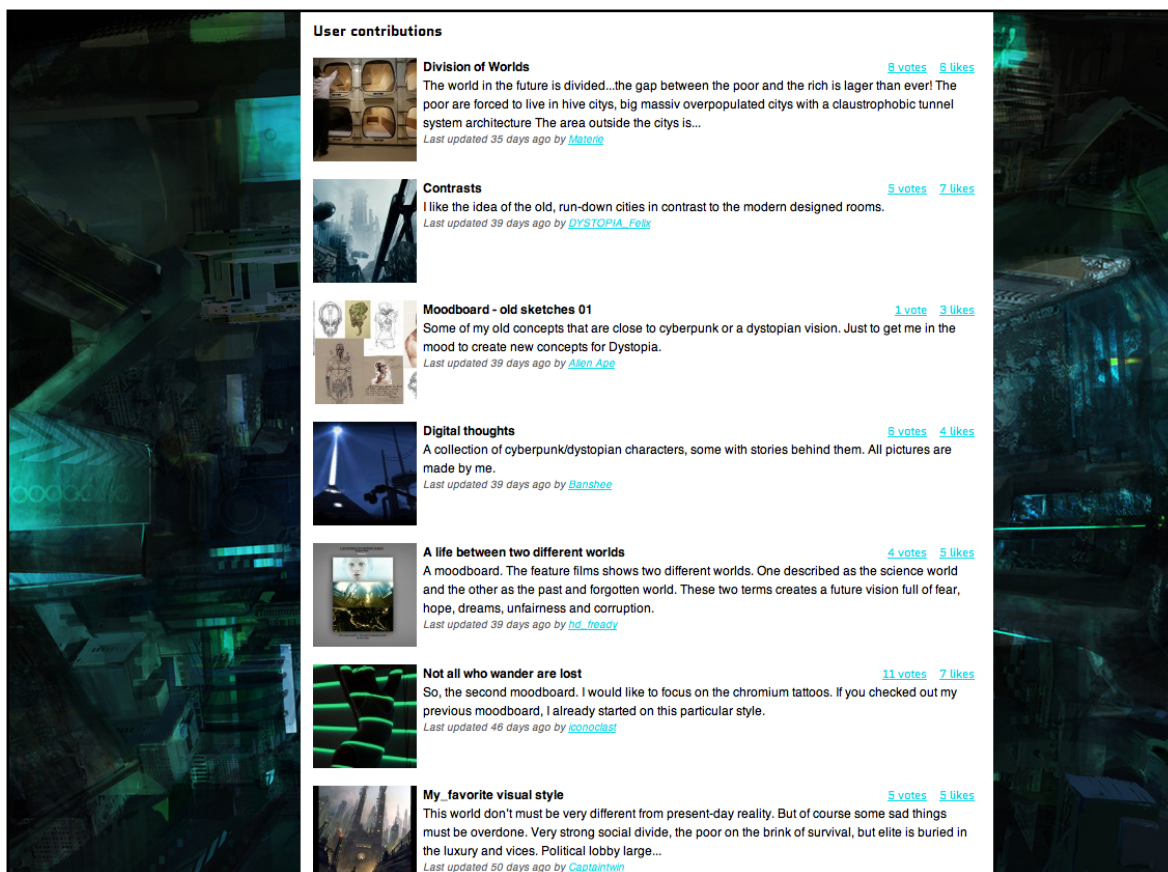 User contributions
Division of Worlds 8 votes 6 likes
The world in the future is divided...the gap between the poor and the rich is lager than ever! The
poor are forced to live in hive citys, big massiv overpopulated citys with a claustrophobic tunnel
system architecture The area outside the citys is...
Last updated 35 days ago by Materie
Contrasts 5 votes 7 likes
I like the idea of the old, run-down cities in contrast to the modern designed rooms.
Last updated 39 days ago by DYSTOPIA_Felix
Moodboard - old sketches 01 1 vote 3 likes
Some of my old concepts that are close to cyberpunk or a dystopian vision. Just to get me in the
mood to create new concepts for Dystopia.
Last updated 39 days ago by Alien Ape
Digital thoughts 6 votes 4 likes
A collection of cyberpunk/dystopian characters, some with stories behind them. All pictures are
made by me.
Last updated 39 days ago by Banshee
A life between two different worlds 4 votes 5 likes
A moodboard. The feature films shows two different worlds. One described as the science world
and the other as the past and forgotten world. These two terms creates a future vision full of fear,
hope, dreams, unfairness and corruption.
Last updated 39 days ago by hd_fready
Not all who wander are lost 11 votes 7 likes
So, the second moodboard. I would like to focus on the chromium tattoos. If you checked out my
previous moodboard, I already started on this particular style.
Last updated 46 days ago by iconoclast
My_favorite visual style 5 votes 5 likes
This world don't must be very different from present-day reality. But of course some sad things
must be overdone. Very strong social divide, the poor on the brink of survival, but elite is buried in
the luxury and vices. Political lobby large...
Last updated 50 days ago by Captaintwin